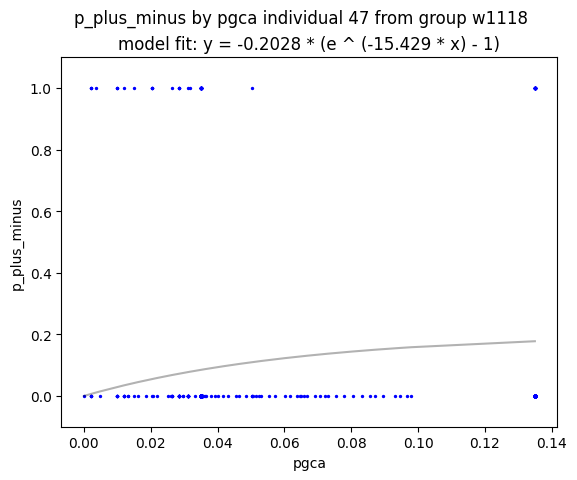 p_plus_minus by pgca individual 47 from group w1118
model fit: y = -0.2028 * (e ^ (-15.429 * x) - 1)
1.0
0.8
0.6
0.4
0.2
0.0
p_plus_minus
0.00 0.02 0.04 0.06 0.08 0.10 0.12 0.14
pgca